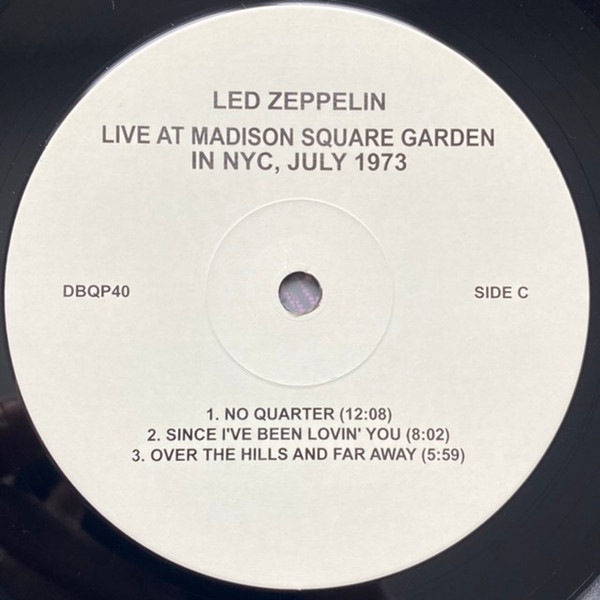 LED ZEPPELIN
LIVE AT MADISON SQUARE GARDEN
IN NYC, JULY 1973
DBQP40
SIDE C
1. NO QUARTER (12:08)
2. SINCE I'VE BEEN LOVIN' YOU (8:02)
3. OVER THE HILLS AND FAR AWAY (5:59)